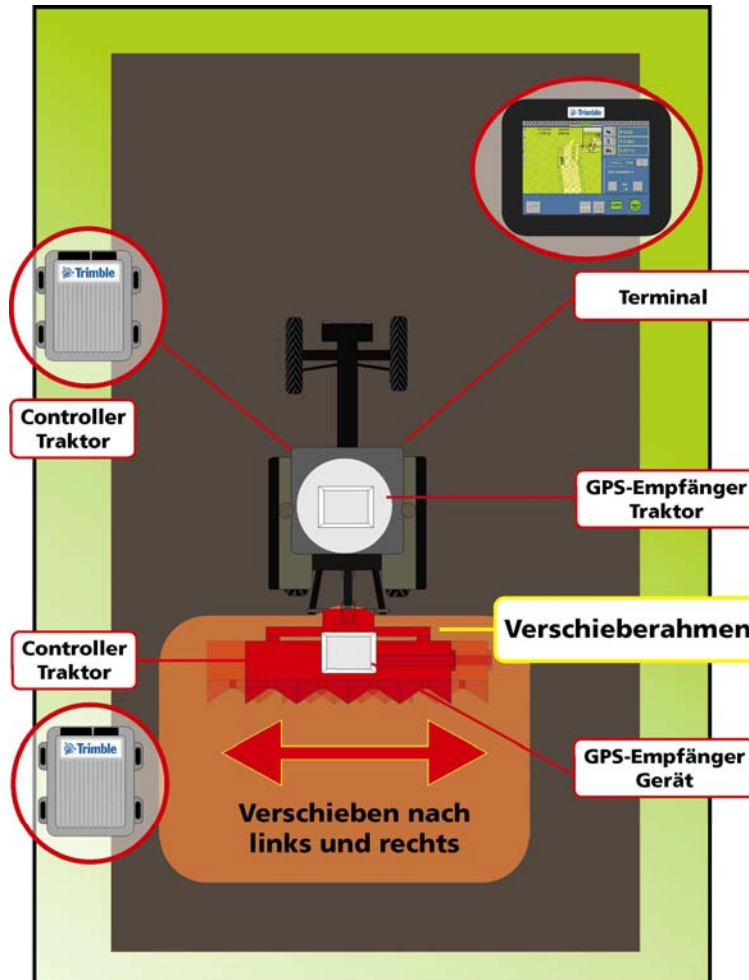 Trimble
Trimble
Terminal
Controller
Traktor
GPS-Empfänger
Traktor
Verschieberahmen
Controller
Traktor
Trimble
GPS-Empfänger
Gerät
Verschieben nach
links und rechts